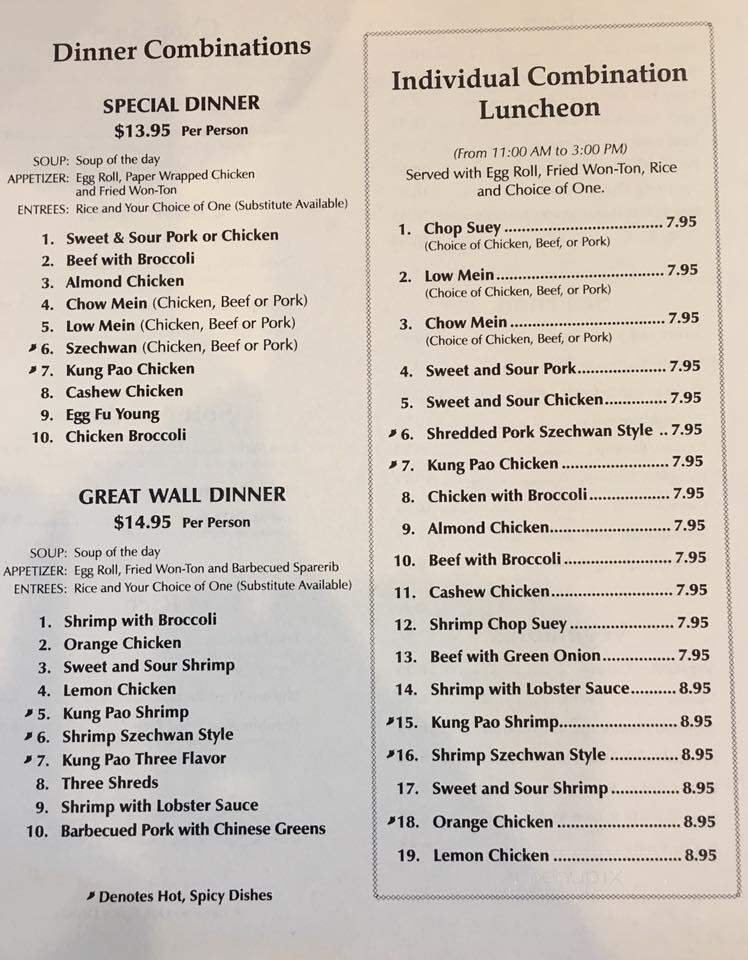 Dinner Combinations
SPECIAL DINNER
$13.95 Per Person
SOUP: Soup of the day
APPETIZER: Egg Roll, Paper Wrapped Chicken
and Fried Won-Ton
ENTREES: Rice and Your Choice of One (Substitute Available)
1. Sweet & Sour Pork or Chicken
2. Beef with Broccoli
3. Almond Chicken
4. Chow Mein (Chicken, Beef or Pork)
5. Low Mein (Chicken, Beef or Pork)
6. Szechwan (Chicken, Beef or Pork)
7. Kung Pao Chicken
8. Cashew Chicken
9. Egg Fu Young
10. Chicken Broccoli
GREAT WALL DINNER
$14.95 Per Person
SOUP: Soup of the day
APPETIZER: Egg Roll, Fried Won-Ton and Barbecued Sparerib
ENTREES: Rice and Your Choice of One (Substitute Available)
1. Shrimp with Broccoli
2. Orange Chicken
3. Sweet and Sour Shrimp
4. Lemon Chicken
5. Kung Pao Shrimp
6. Shrimp Szechwan Style
7. Kung Pao Three Flavor
8. Three Shreds
9. Shrimp with Lobster Sauce
10. Barbecued Pork with Chinese Greens
Denotes Hot, Spicy Dishes
Individual Combination
Luncheon
(From 11:00 AM to 3:00 PM)
Served with Egg Roll, Fried Won-Ton, Rice
and Choice of One.
1. Chop Suey ........ 7.95
(Choice of Chicken, Beef, or Pork)
2. Low Mein ........ 7.95
(Choice of Chicken, Beef, or Pork)
3. Chow Mein ........ 7.95
(Choice of Chicken, Beef, or Pork)
4. Sweet and Sour Pork ........ 7.95
5. Sweet and Sour Chicken ........ 7.95
6. Shredded Pork Szechwan Style .. 7.95
7. Kung Pao Chicken ........ 7.95
8. Chicken with Broccoli ........ 7.95
9. Almond Chicken ........ 7.95
10. Beef with Broccoli ........ 7.95
11. Cashew Chicken ........ 7.95
12. Shrimp Chop Suey ........ 7.95
13. Beef with Green Onion ........ 7.95
14. Shrimp with Lobster Sauce ........ 8.95
15. Kung Pao Shrimp ........ 8.95
16. Shrimp Szechwan Style ........ 8.95
17. Sweet and Sour Shrimp ........ 8.95
18. Orange Chicken ........ 8.95
19. Lemon Chicken ........ 8.95